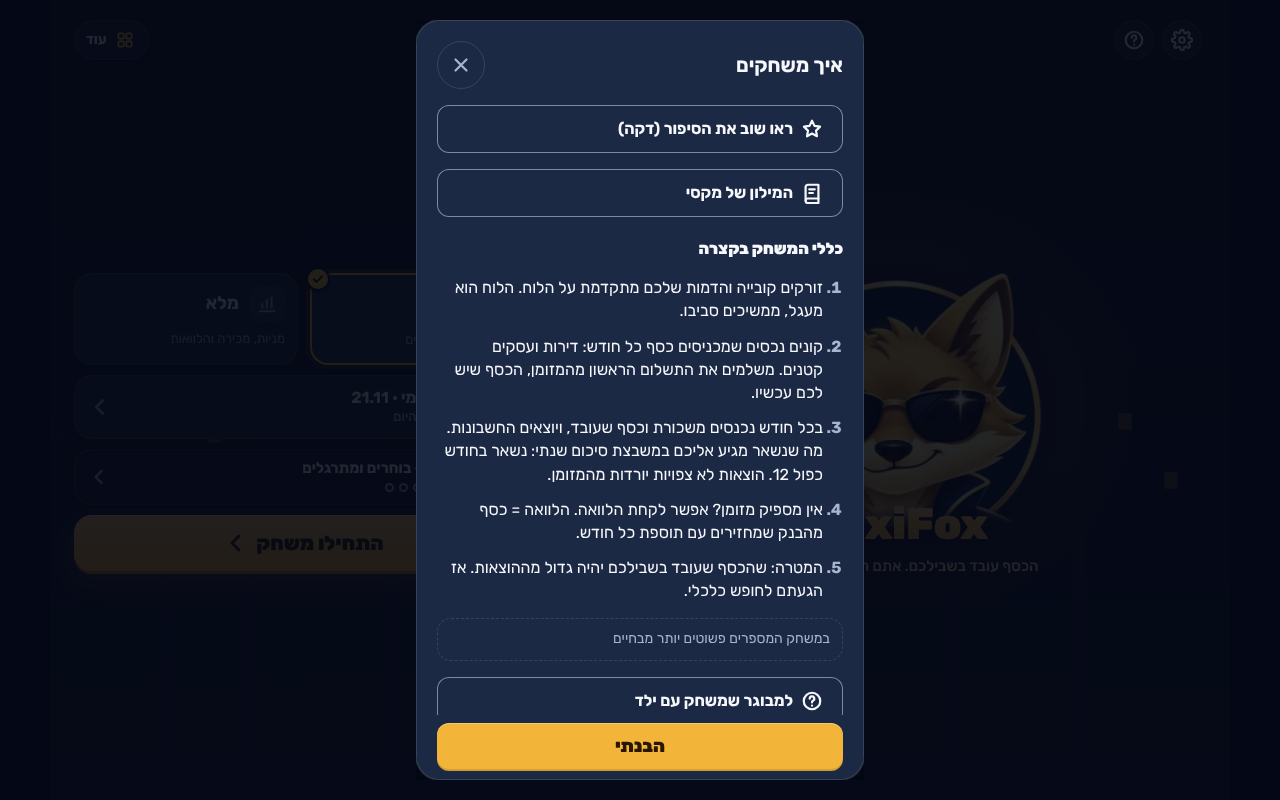 עוד
איך משחקים
ראו שוב את הסיפור (דקה)
המילון של מקסי
כללי המשחק בקצרה
1. זורקים קובייה והדמות שלכם מתקדמת על הלוח. הלוח הוא
מעגל, ממשיכים סביבו.
2. קונים נכסים שמכניסים כסף כל חודש: דירות ועסקים
קטנים. משלמים את התשלום הראשון מהמזומן, הכסף שיש
לכם עכשיו.
3. בכל חודש נכנסים משכורת וכסף שעובד, ויוצאים החשבונות.
מה שנשאר מגיע אליכם במשבצת סיכום שנתי: נשאר בחודש
כפול 12. הוצאות לא צפויות יורדות מהמזומן.
4. אין מספיק מזומן? אפשר לקחת הלוואה. הלוואה = כסף
מהבנק שמחזירים עם תוספת כל חודש.
5. המטרה: שהכסף שעובד בשבילכם יהיה גדול מההוצאות. אז
הגעתם לחופש כלכלי.
במשחק המספרים פשוטים יותר מבחיים
למבוגר שמשחק עם ילד
הבנתי
מלא
מניות, מכירה והלוואות
21.11
היום
בוחרים ומתרגלים
התחילו משחק
xiFox
הכסף עובד בשבילכם. אתם